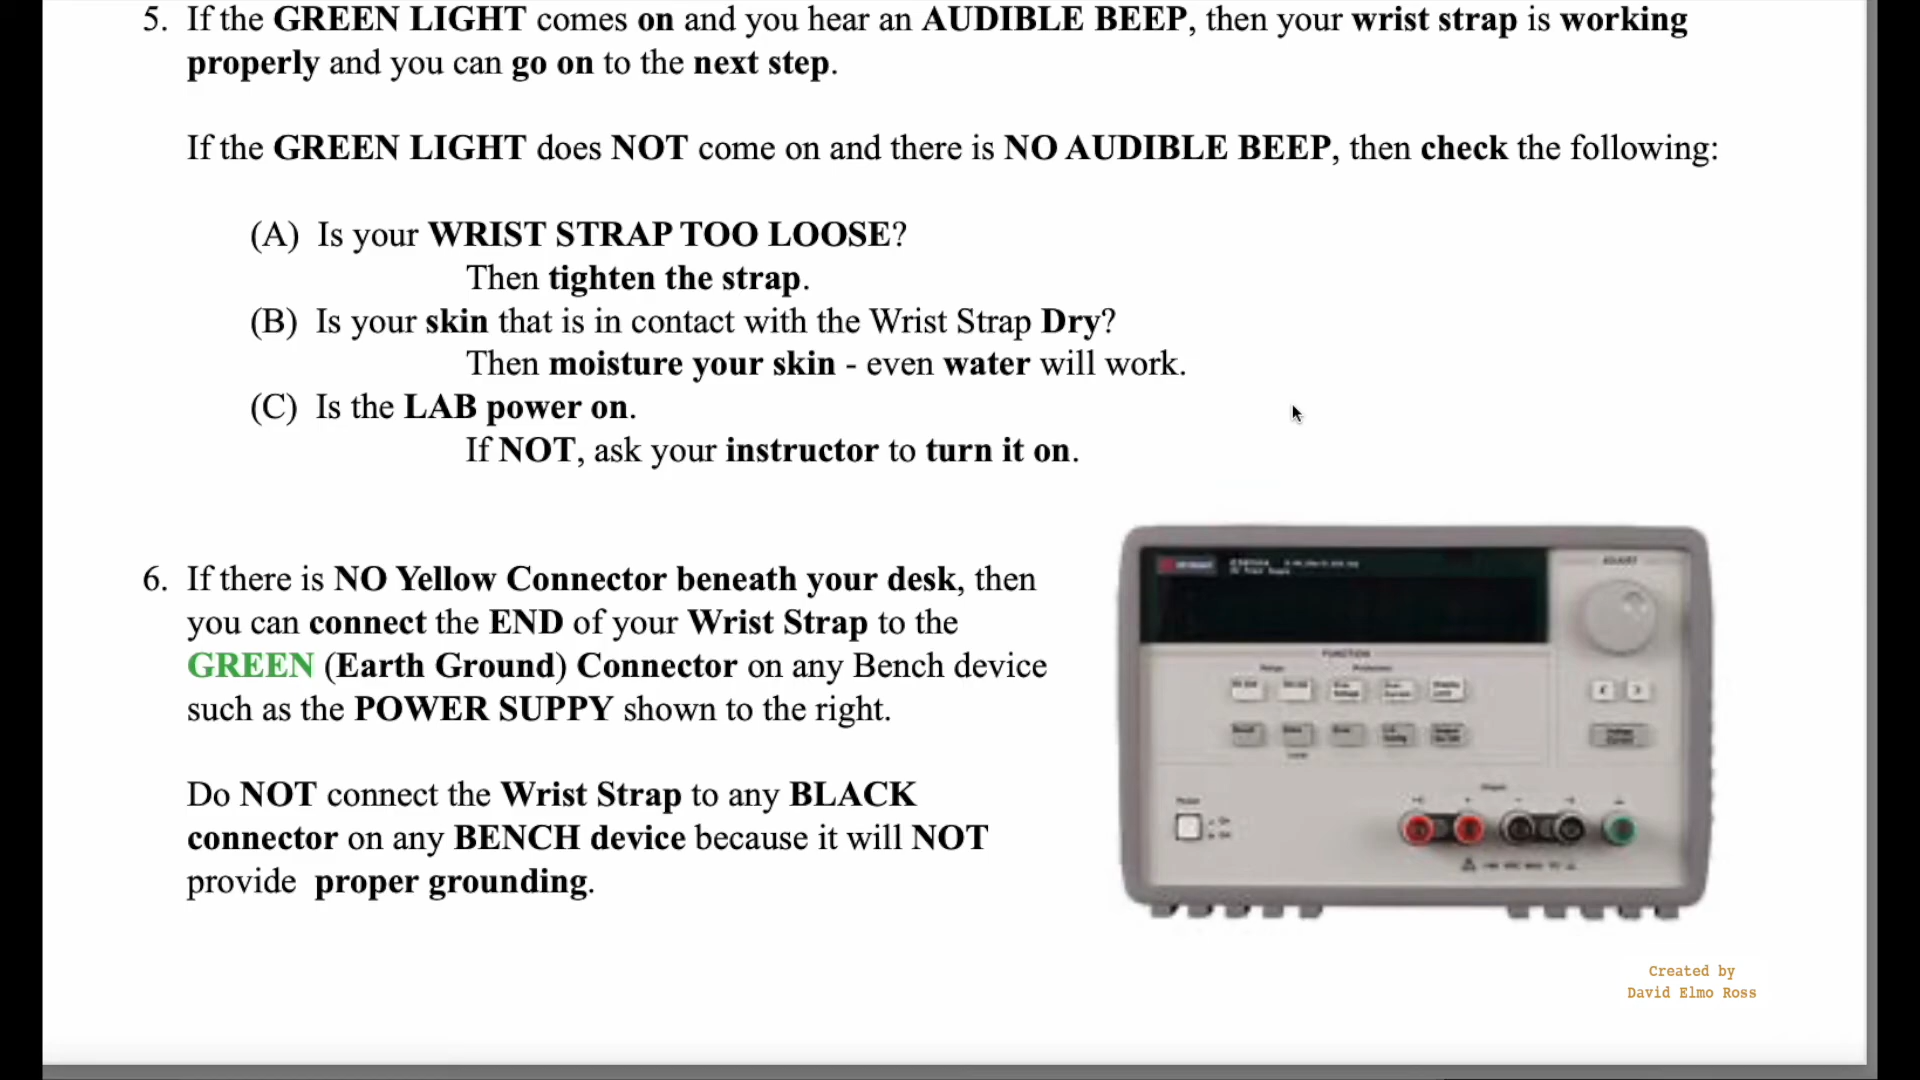 5. If the GREEN LIGHT comes on and you hear an AUDIBLE BEEP, then your wrist strap is working
properly and you can go on to the next step.
If the GREEN LIGHT does NOT come on and there is NO AUDIBLE BEEP, then check the following:
(A) Is your WRIST STRAP TOO LOOSE?
Then tighten the strap.
(B) Is your skin that is in contact with the Wrist Strap Dry?
Then moisture your skin - even water will work.
(C) Is the LAB power on.
If NOT, ask your instructor to turn it on.
6. If there is NO Yellow Connector beneath your desk, then
you can connect the END of your Wrist Strap to the
GREEN (Earth Ground) Connector on any Bench device
such as the POWER SUPPY shown to the right.
Do NOT connect the Wrist Strap to any BLACK
connector on any BENCH device because it will NOT
provide proper grounding.
ADJUST
FUNCTION
Created by
David Elmo Ross